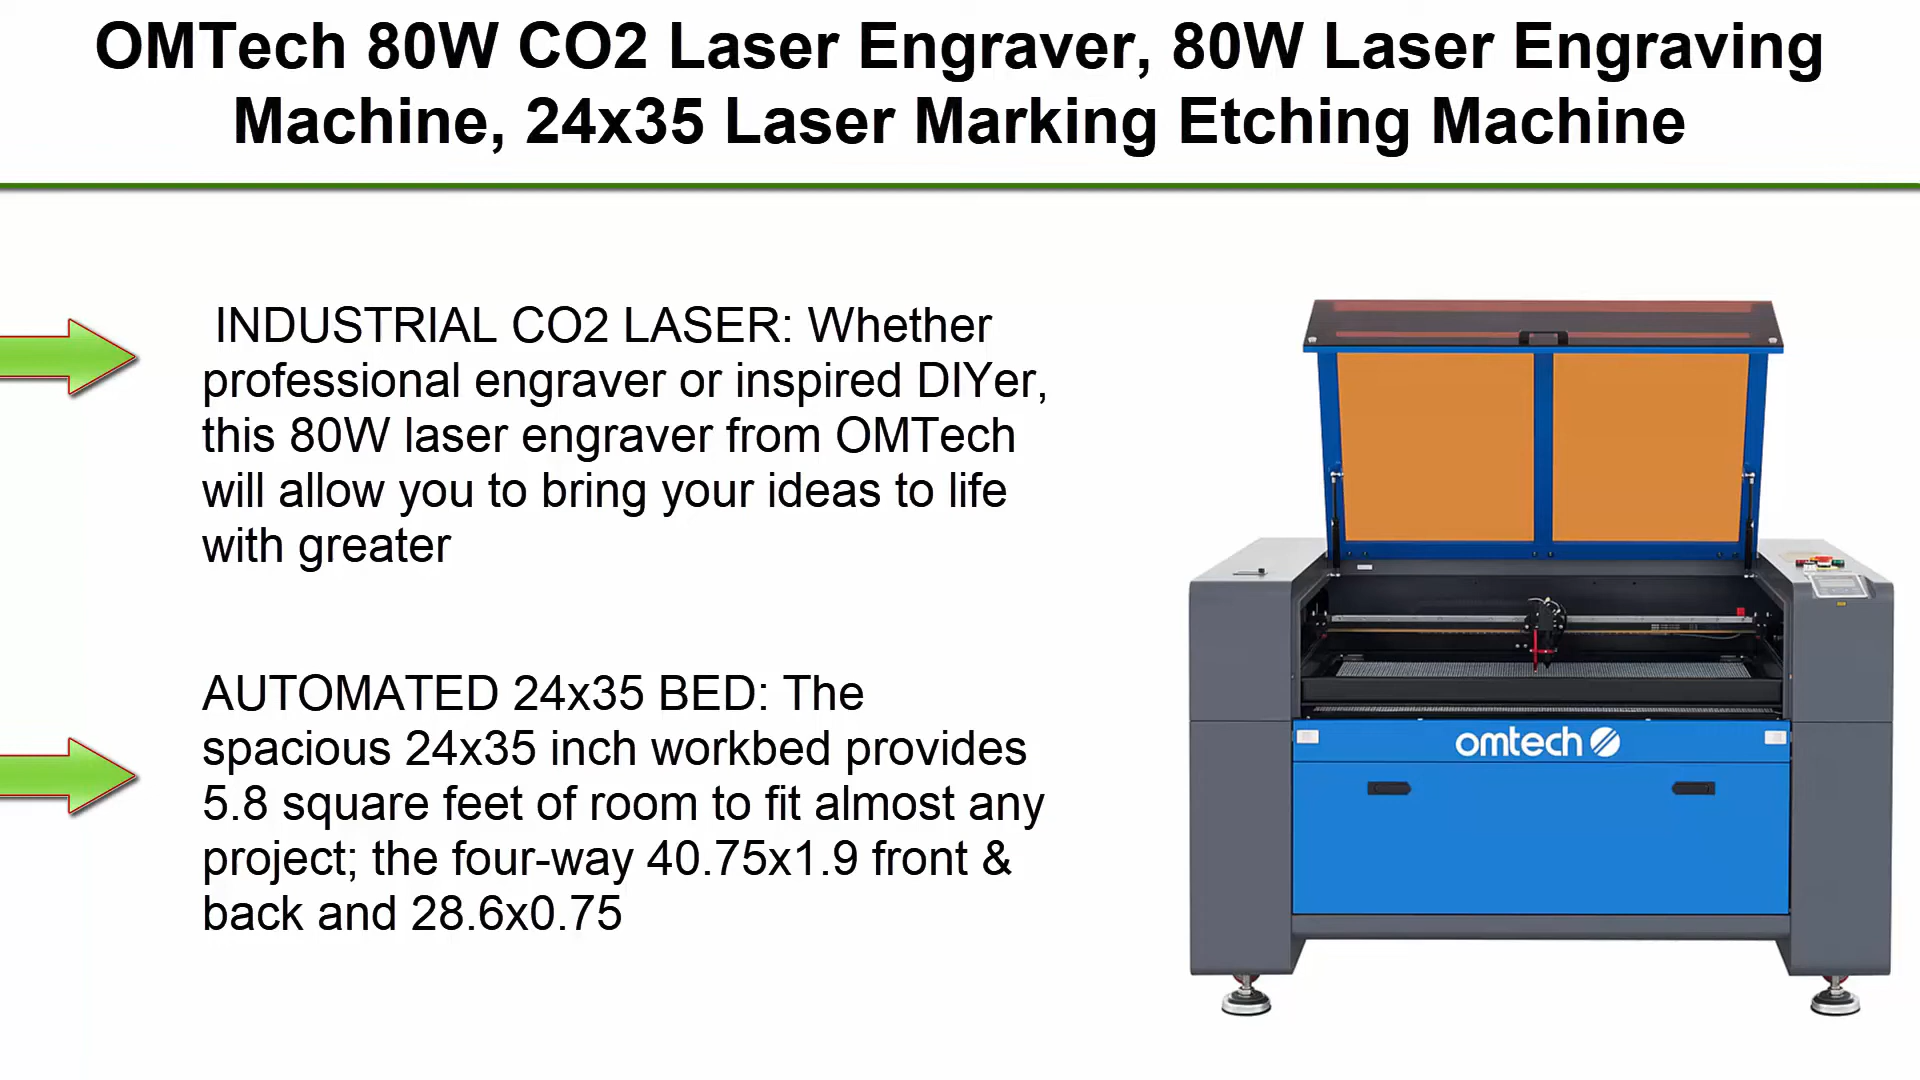 OMTech 80W CO2 Laser Engraver, 80W Laser Engraving
Machine, 24x35 Laser Marking Etching Machine
INDUSTRIAL CO2 LASER: Whether
professional engraver or inspired DIYer,
this 80W laser engraver from OMTech
will allow you to bring your ideas to life
with greater
AUTOMATED 24x35 BED: The
spacious 24x35 inch workbed provides
5.8 square feet of room to fit almost any
project; the four-way 40.75x1.9 front &
back and 28.6x0.75
omtech